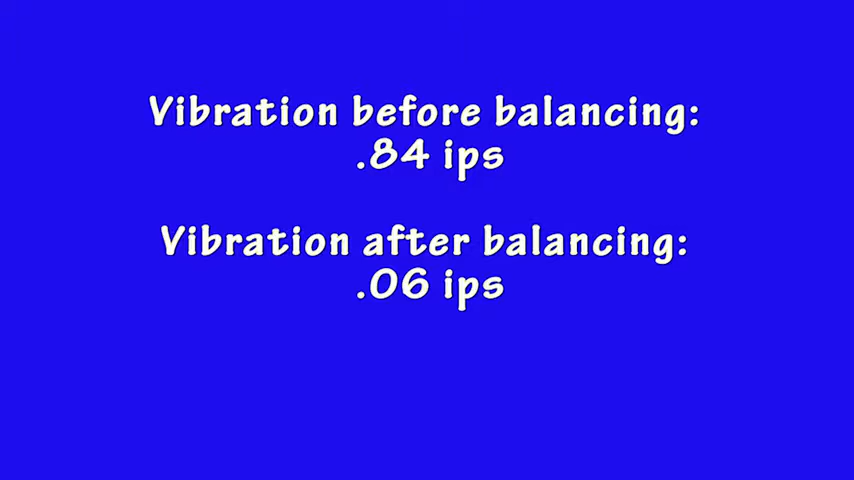 Vibration before balancing:
.84 ips
Vibration after balancing:
.06 ips